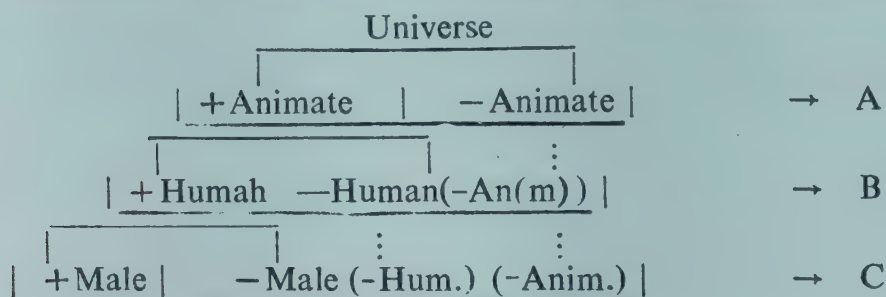 Universe
| +Animate | −Animate | → A
| +Humah —Human(-An(m)) | → B
| +Male | −Male (-Hum.) (-Anim.) | → C